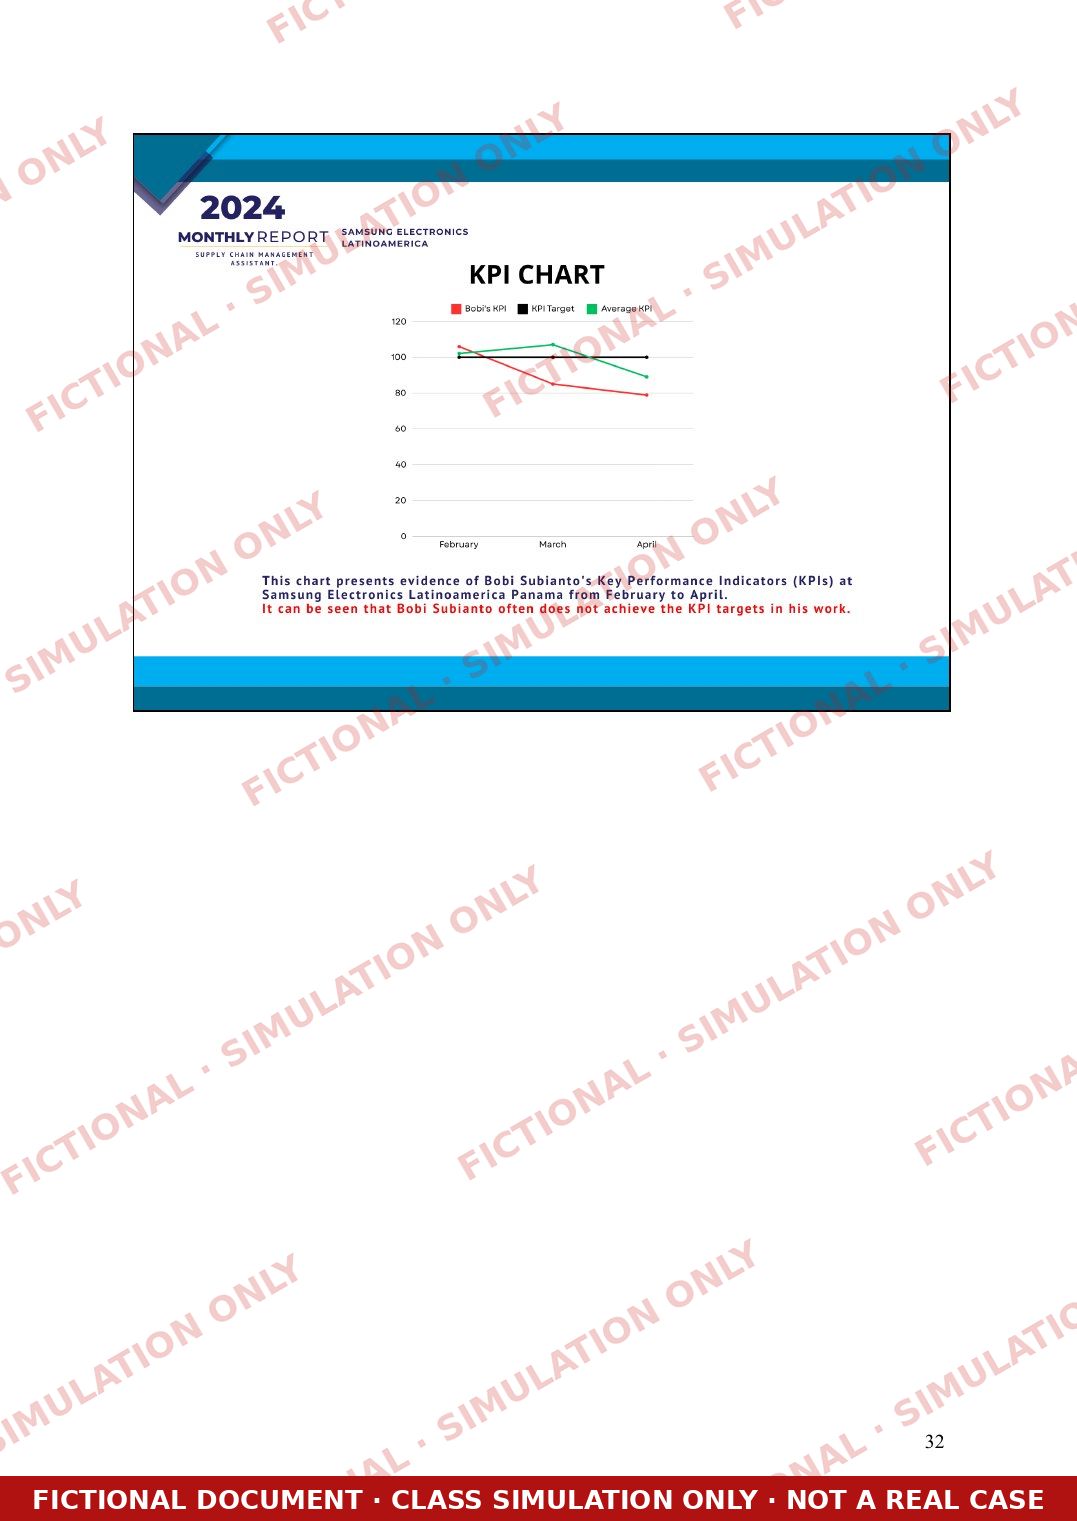 2024
MONTHLY REPORT
SUPPLY CHAIN MANAGEMENT
ASSISTANT.
SAMSUNG ELECTRONICS
LATINOAMERICA
KPI CHART
Bobi's KPI KPI Target Average KPI
120
100
80
60
40
20
0
February March April
This chart presents evidence of Bobi Subianto's Key Performance Indicators (KPIs) at
Samsung Electronics Latinoamerica Panama from February to April.
It can be seen that Bobi Subianto often does not achieve the KPI targets in his work.
FICTIONAL · SIMULATION ONLY
32
FICTIONAL DOCUMENT · CLASS SIMULATION ONLY · NOT A REAL CASE